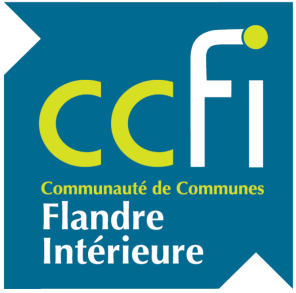 ccfi
Communauté de Communes
Flandre
Intérieure